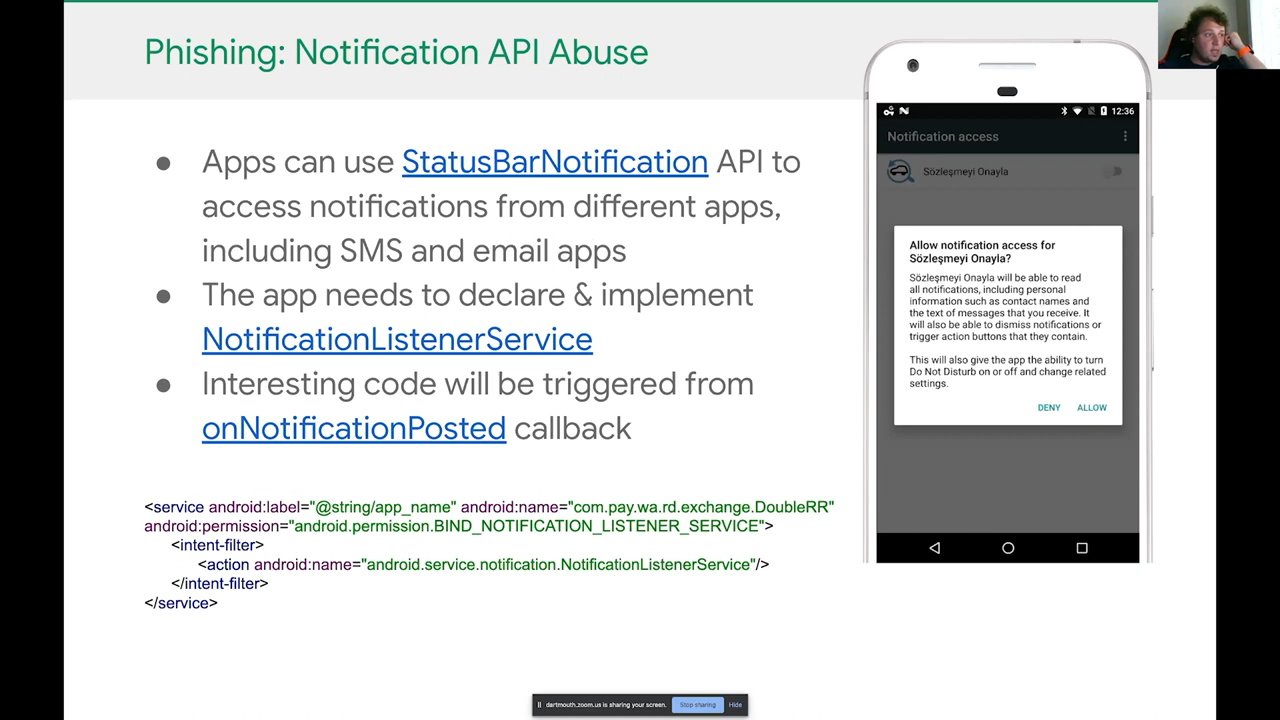 Phishing: Notification API Abuse
● Apps can use StatusBarNotification API to
access notifications from different apps,
including SMS and email apps
● The app needs to declare & implement
NotificationListenerService
● Interesting code will be triggered from
onNotificationPosted callback
<service android:label="@string/app_name" android:name="com.pay.wa.rd.exchange.DoubleRR"
android:permission="android.permission.BIND_NOTIFICATION_LISTENER_SERVICE">
<intent-filter>
<action android:name="android.service.notification.NotificationListenerService"/>
</intent-filter>
</service>
12:36
Notification access
Sözleşmeyi Onayla
Allow notification access for
Sözleşmeyi Onayla?
Sözleşmeyi Onayla will be able to read
all notifications, including personal
information such as contact names and
the text of messages that you receive. It
will also be able to dismiss notifications or
trigger action buttons that they contain.
This will also give the app the ability to turn
Do Not Disturb on or off and change related
settings.
DENY ALLOW
dartmouth.zoom.us is sharing your screen. Stop sharing Hide